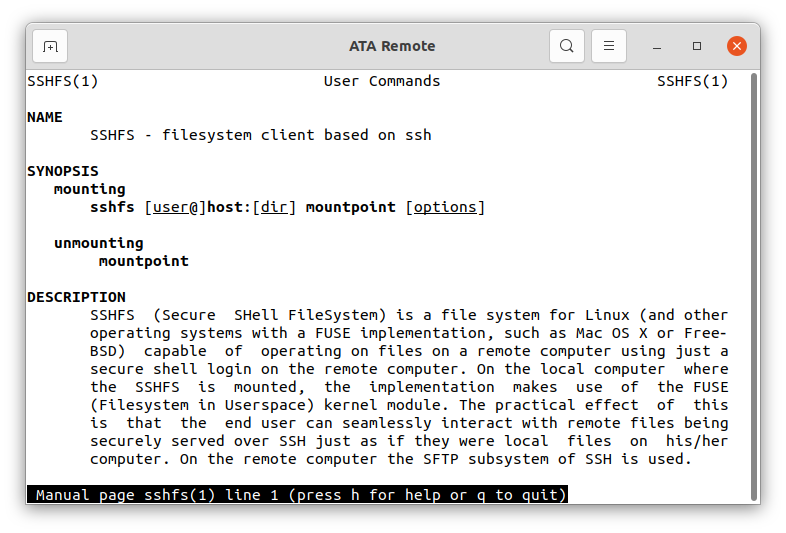 ATA Remote
SSHFS(1) User Commands SSHFS(1)
NAME
SSHFS - filesystem client based on ssh
SYNOPSIS
mounting
sshfs [user@]host:[dir] mountpoint [options]
unmounting
mountpoint
DESCRIPTION
SSHFS (Secure SHell FileSystem) is a file system for Linux (and other
operating systems with a FUSE implementation, such as Mac OS X or Free-
BSD) capable of operating on files on a remote computer using just a
secure shell login on the remote computer. On the local computer where
the SSHFS is mounted, the implementation makes use of the FUSE
(Filesystem in Userspace) kernel module. The practical effect of this
is that the end user can seamlessly interact with remote files being
securely served over SSH just as if they were local files on his/her
computer. On the remote computer the SFTP subsystem of SSH is used.
Manual page sshfs(1) line 1 (press h for help or q to quit)